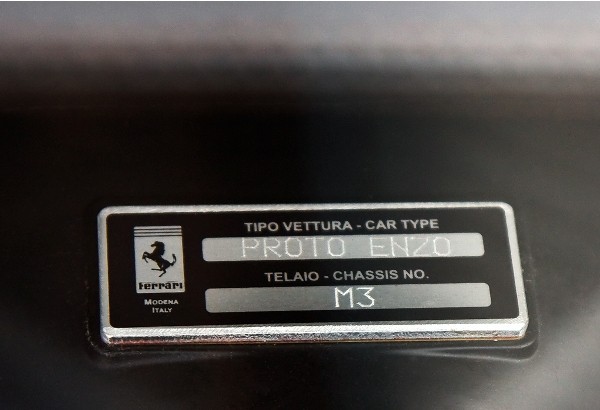 TIPO VETTURA - CAR TYPE
PROTO ENZO
TELAIO - CHASSIS NO.
M3
Ferrari
MODENA
ITALY